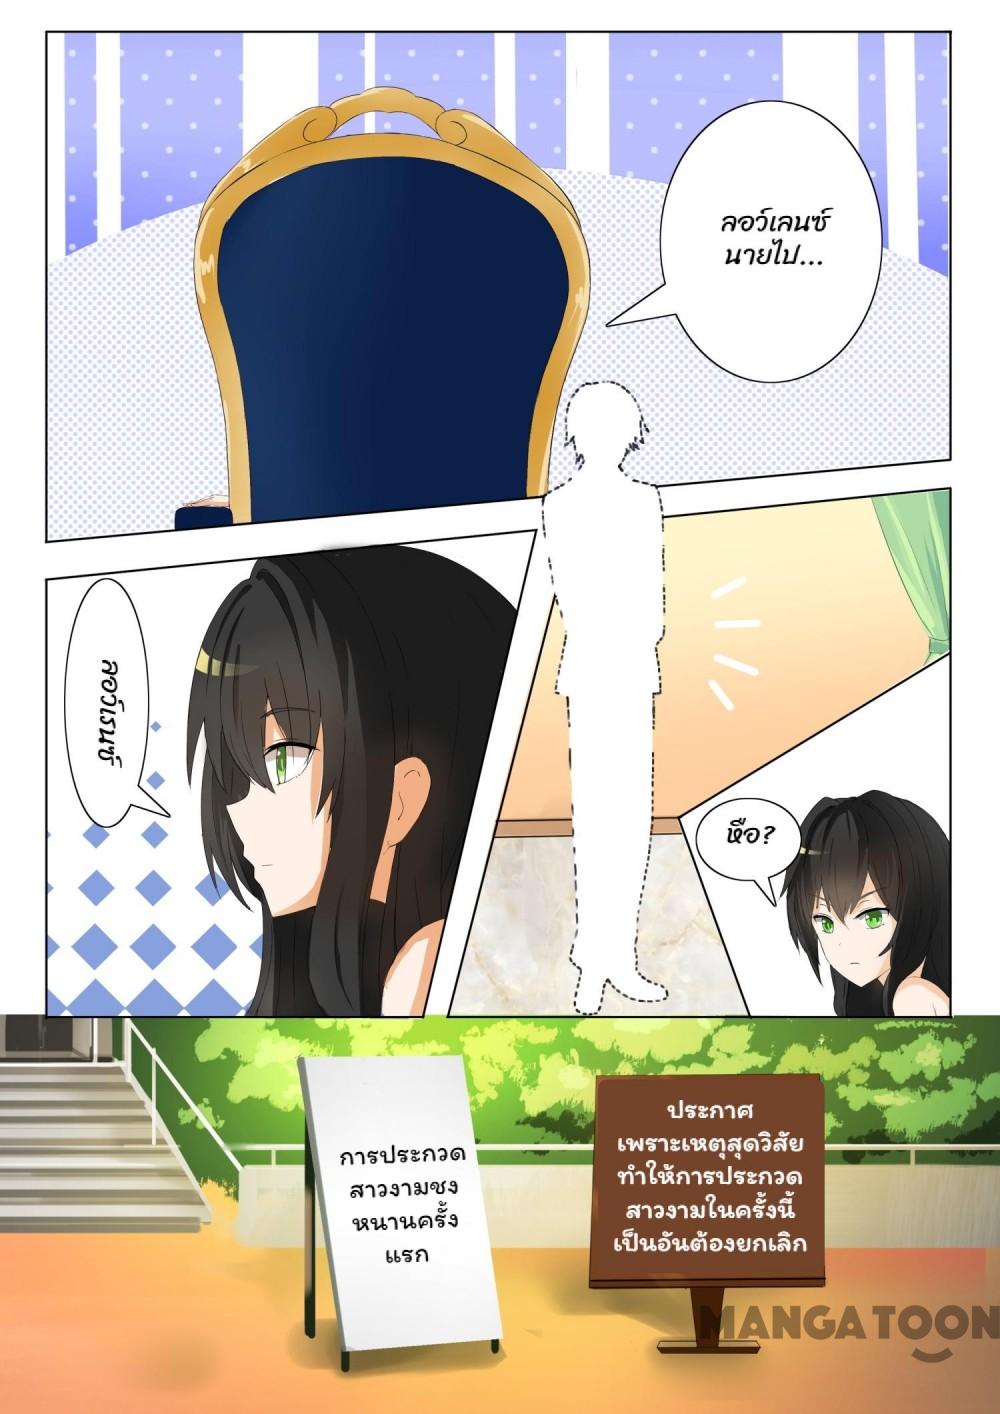 ลอว์เลนซ์
นายไป...
ลอว์เรนซ์
หือ?
การประกวด
สาวงามชง
หนานครั้ง
แรก
ประกาศ
เพราะเหตุสุดวิสัย
ทำให้การประกวด
สาวงามในครั้งนี้
เป็นอันต้องยกเลิก
MANGATOON